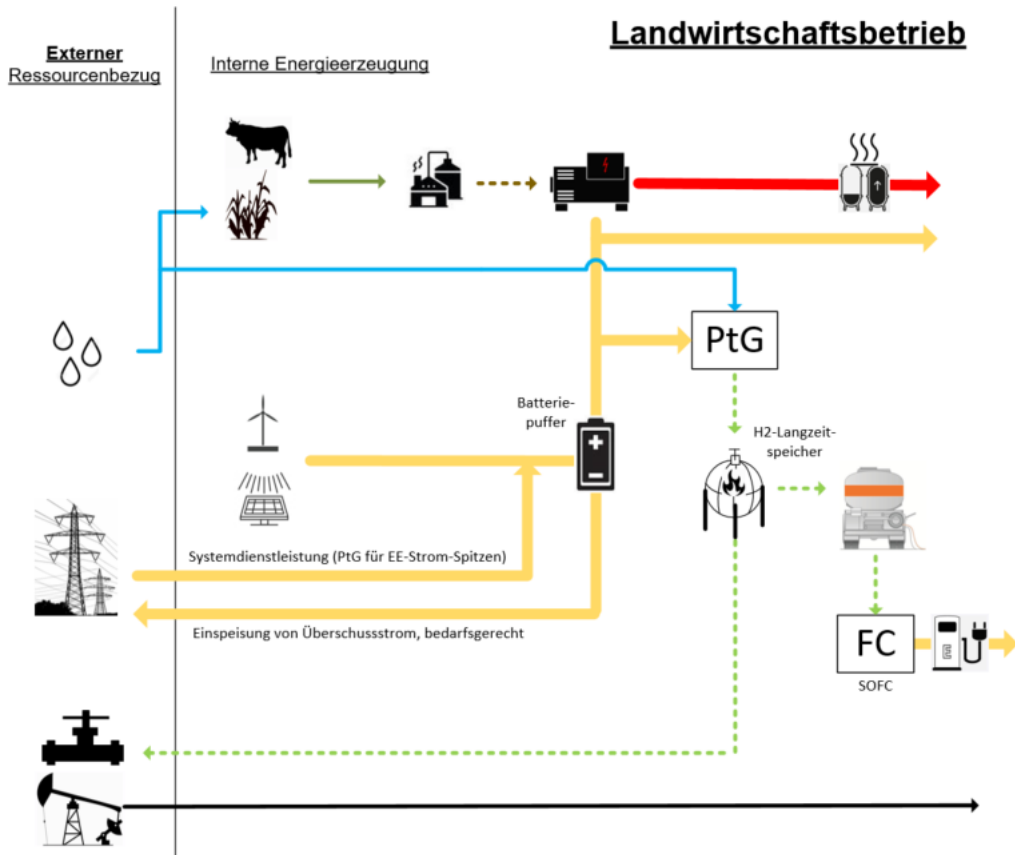 Landwirtschaftsbetrieb
Externer
Ressourcenbezug
Interne Energieerzeugung
PtG
Batterie-
puffer
H2-Langzeit-
speicher
Systemdienstleistung (PtG für EE-Strom-Spitzen)
Einspeisung von Überschussstrom, bedarfsgerecht
FC
SOFC